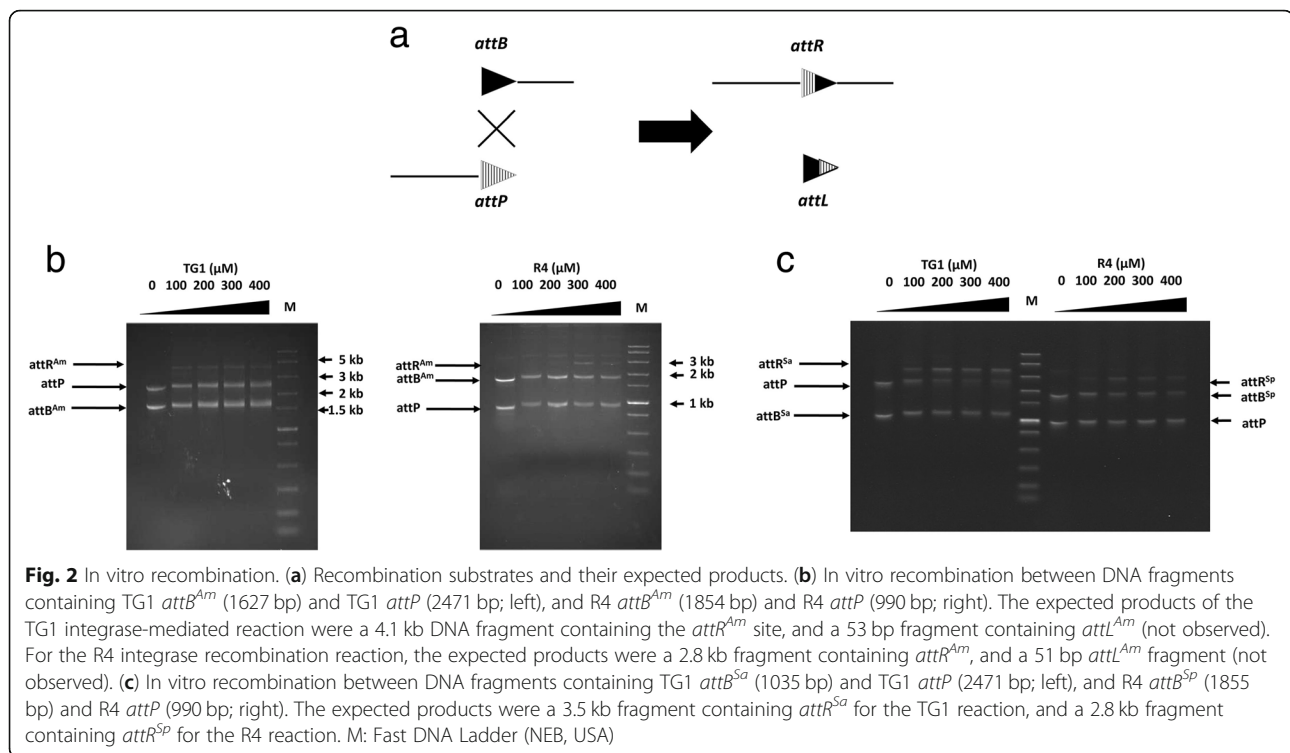 a
attB
attR
attP
attL
b
TG1 (µM)
0 100 200 300 400
M
attR^Am
attP
attB^Am
5 kb
3 kb
2 kb
1.5 kb
R4 (µM)
0 100 200 300 400
M
attR^Am
attB^Am
attP
3 kb
2 kb
1 kb
c
TG1 (µM)
0 100 200 300 400
M
R4 (µM)
0 100 200 300 400
attR^Sa
attP
attB^Sa
attR^Sp
attB^Sp
attP
Fig. 2 In vitro recombination. (a) Recombination substrates and their expected products. (b) In vitro recombination between DNA fragments
containing TG1 attB^Am (1627 bp) and TG1 attP (2471 bp; left), and R4 attB^Am (1854 bp) and R4 attP (990 bp; right). The expected products of the
TG1 integrase-mediated reaction were a 4.1 kb DNA fragment containing the attR^Am site, and a 53 bp fragment containing attL^Am (not observed).
For the R4 integrase recombination reaction, the expected products were a 2.8 kb fragment containing attR^Am, and a 51 bp attL^Am fragment (not
observed). (c) In vitro recombination between DNA fragments containing TG1 attB^Sa (1035 bp) and TG1 attP (2471 bp; left), and R4 attB^Sp (1855
bp) and R4 attP (990 bp; right). The expected products were a 3.5 kb fragment containing attR^Sa for the TG1 reaction, and a 2.8 kb fragment
containing attR^Sp for the R4 reaction. M: Fast DNA Ladder (NEB, USA)